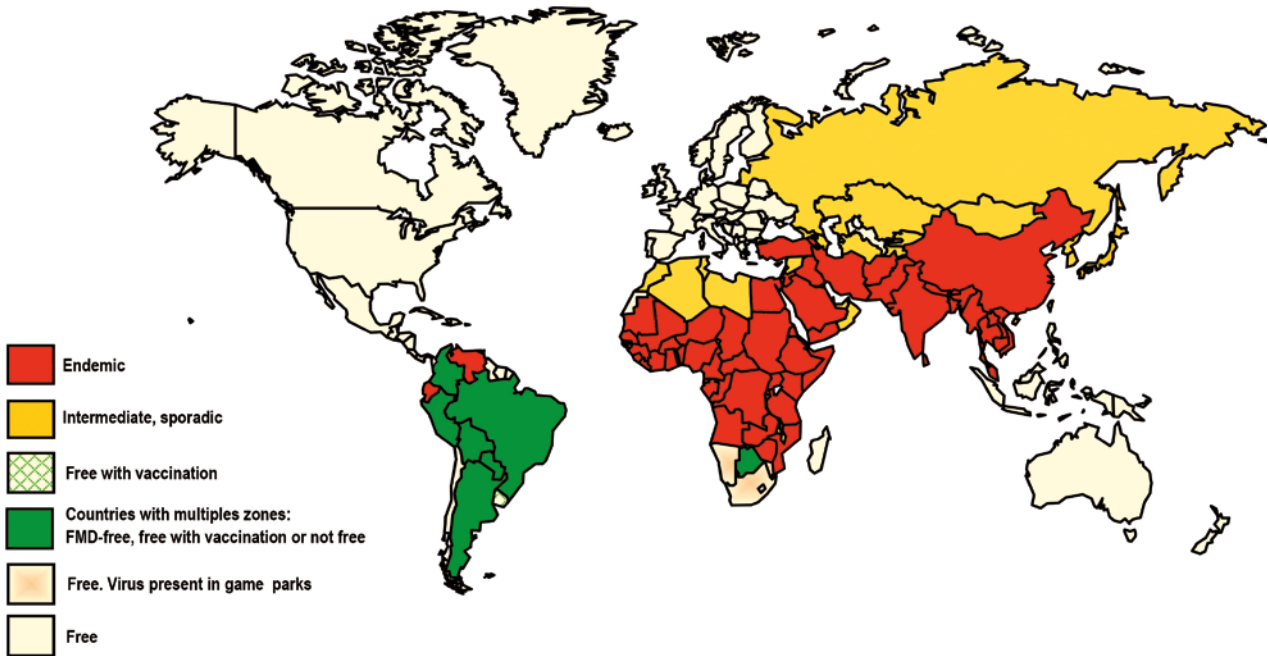 Endemic
Intermediate, sporadic
Free with vaccination
Countries with multiples zones:
FMD-free, free with vaccination or not free
Free. Virus present in game parks
Free